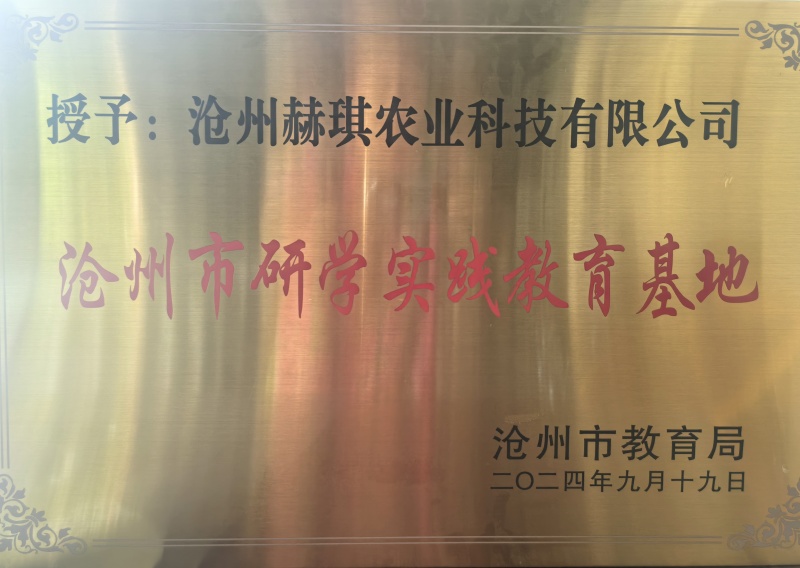 授予：沧州赫琪农业科技有限公司
沧州市研学实践教育基地
沧州市教育局
二〇二四年九月十九日